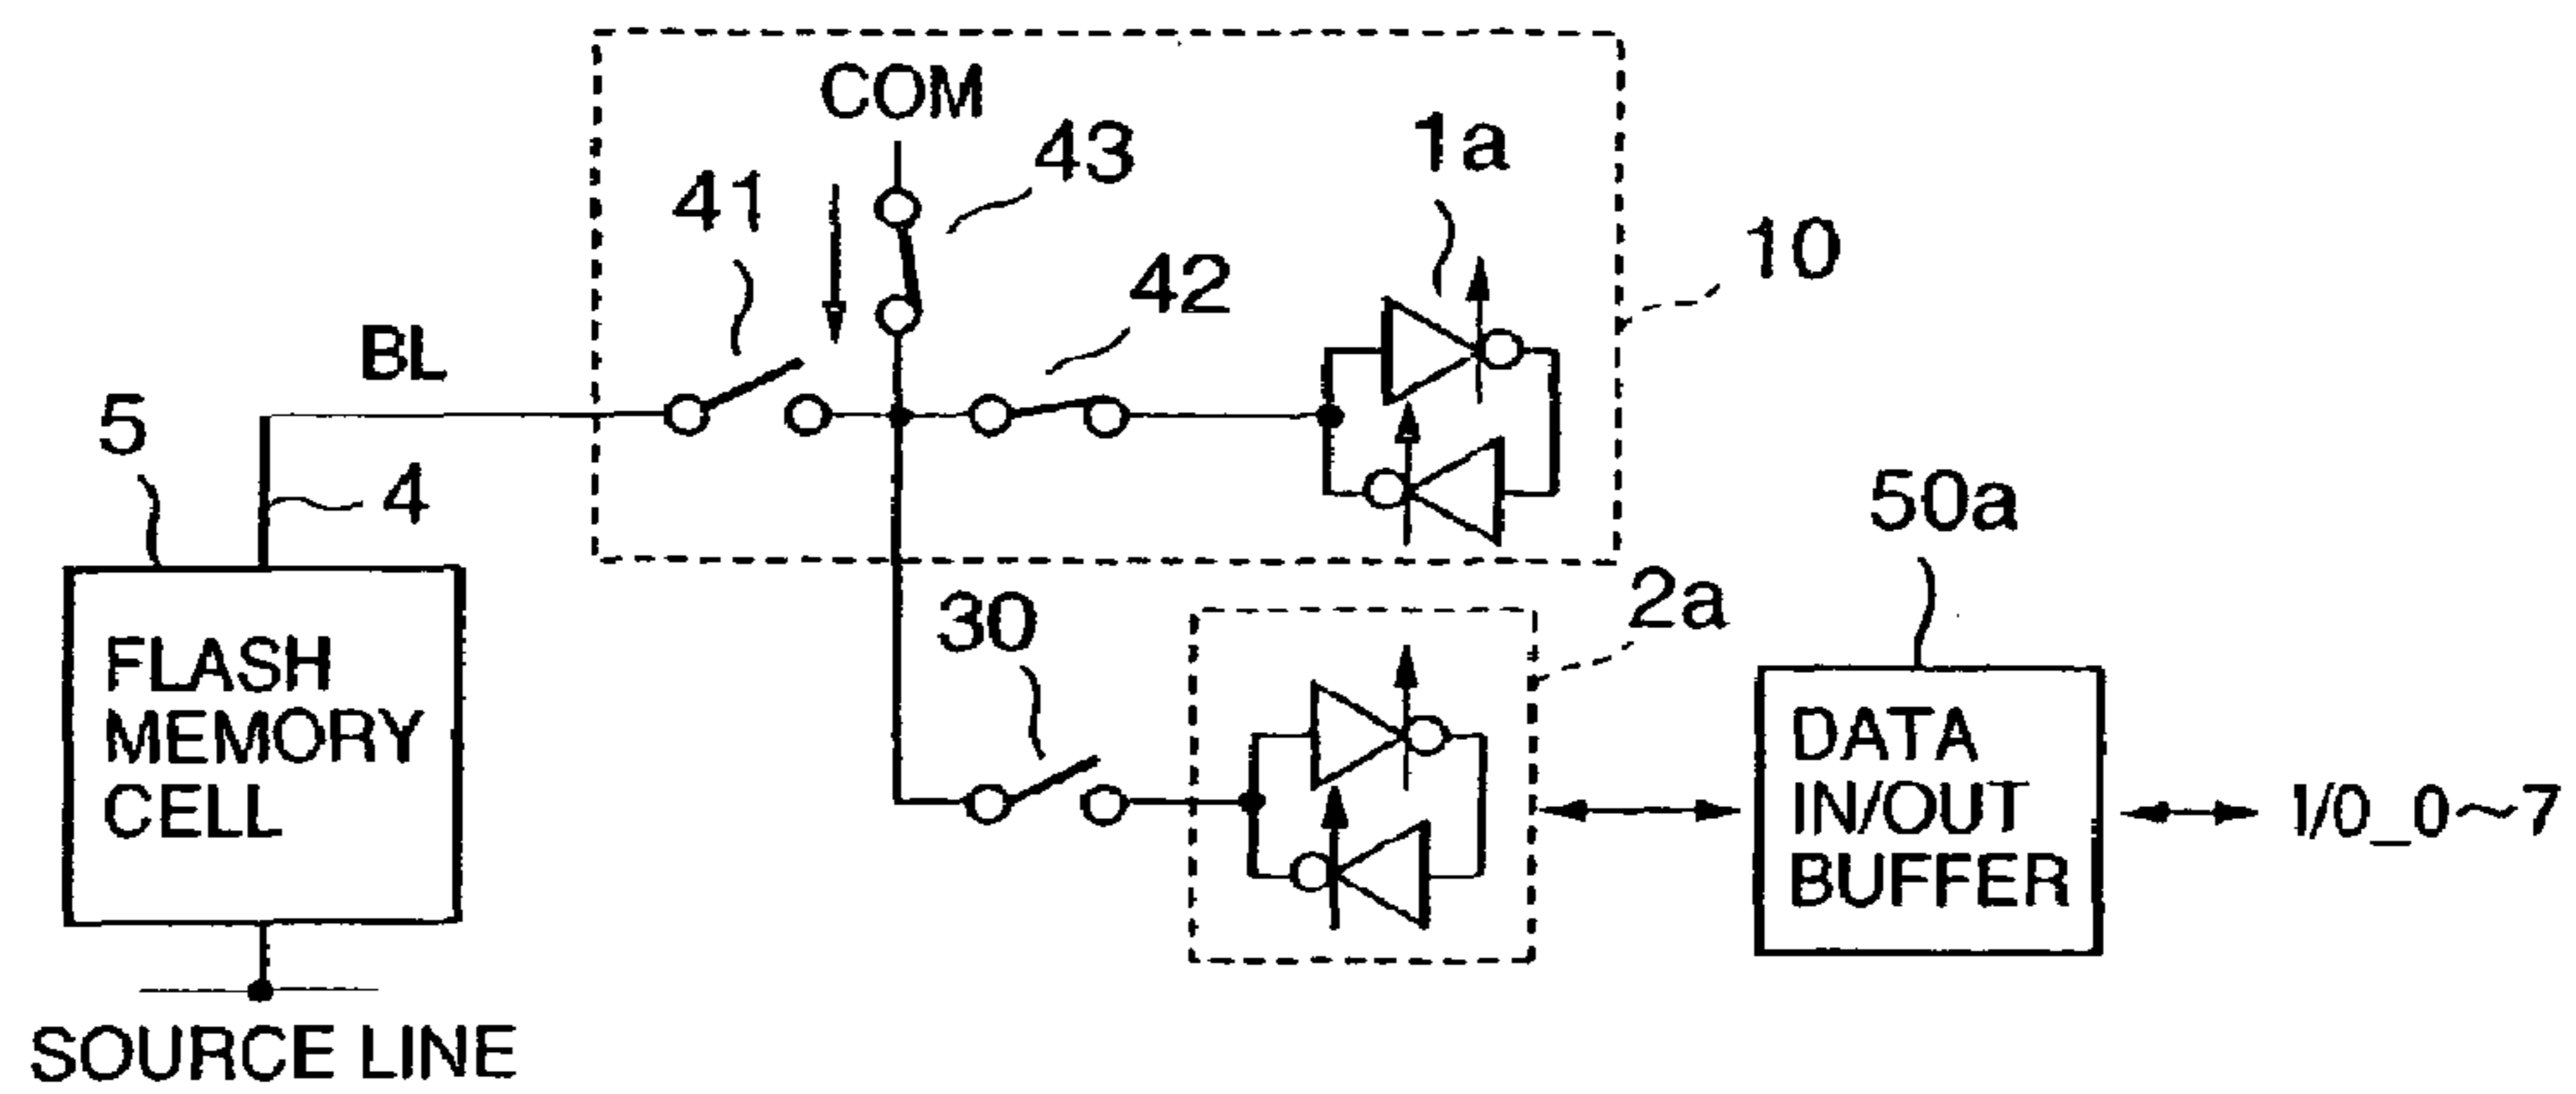 COM
43
1a
41
10
42
BL
5
4
50a
2a
30
FLASH
MEMORY
CELL
DATA
IN/OUT
BUFFER
I/O_0~7
SOURCE LINE